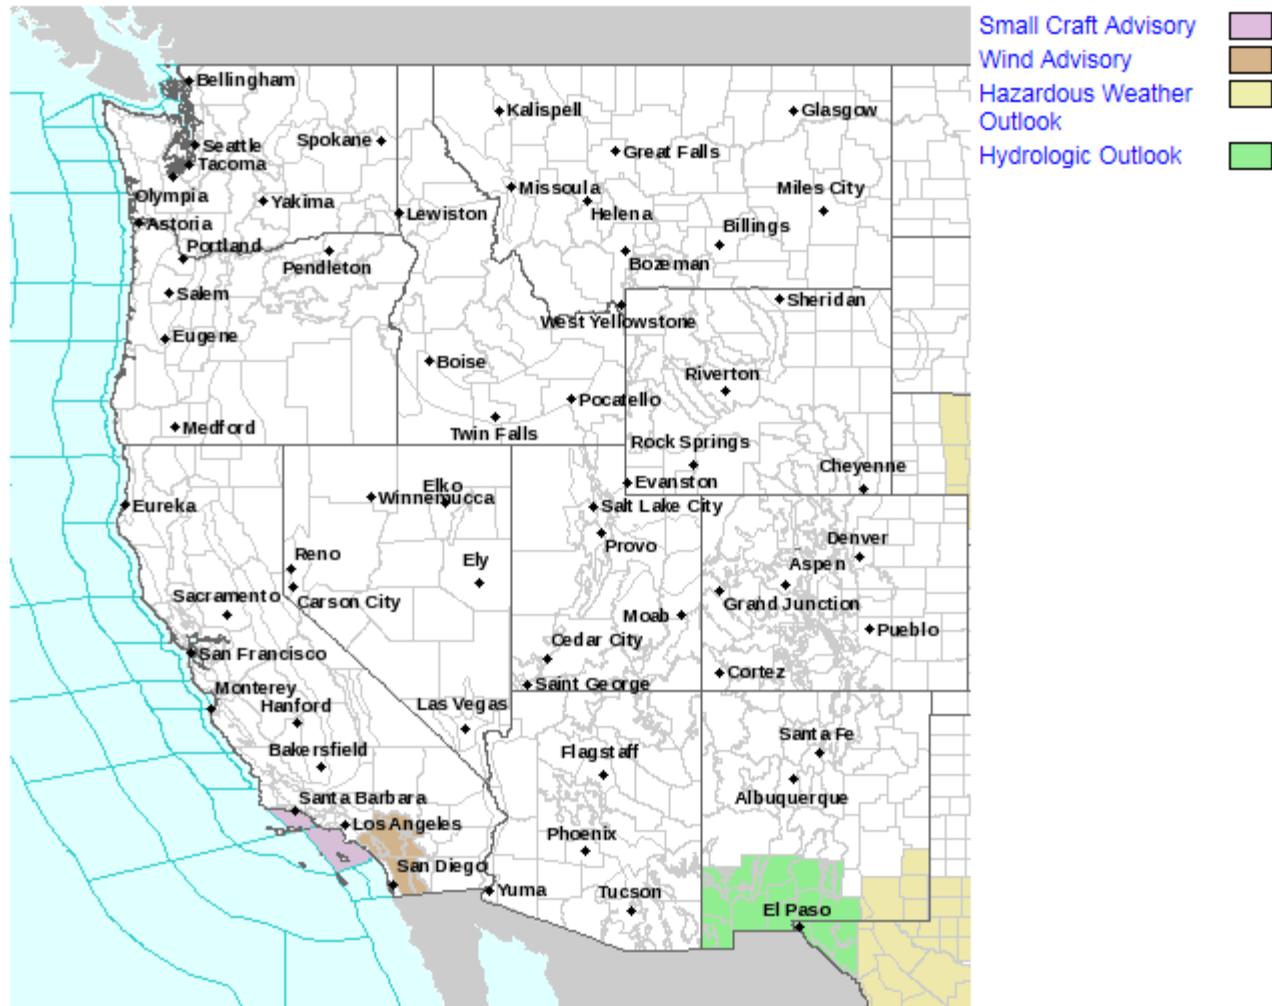 Small Craft Advisory
Wind Advisory
Hazardous Weather
Outlook
Hydrologic Outlook
Bellingham
Kalispell
Glasgow
Seattle
Spokane
Great Falls
Tacoma
Olympia
Yakima
Missoula
Miles City
Helena
Lewiston
Astoria
Billings
Portland
Pendleton
Bozeman
Salem
Sheridan
West Yellowstone
Eugene
Boise
Riverton
Pocatello
Medford
Twin Falls
Rock Springs
Cheyenne
Evanston
Elko
Winnemucca
Eureka
Salt Lake City
Provo
Denver
Reno
Ely
Aspen
Sacramento
Carson City
Grand Junction
Moab
Pueblo
Cedar City
San Francisco
Cortez
Saint George
Monterey
Hanford
Las Vegas
Santa Fe
Bakersfield
Flagstaff
Albuquerque
Santa Barbara
Los Angeles
Phoenix
San Diego
Yuma
Tucson
El Paso